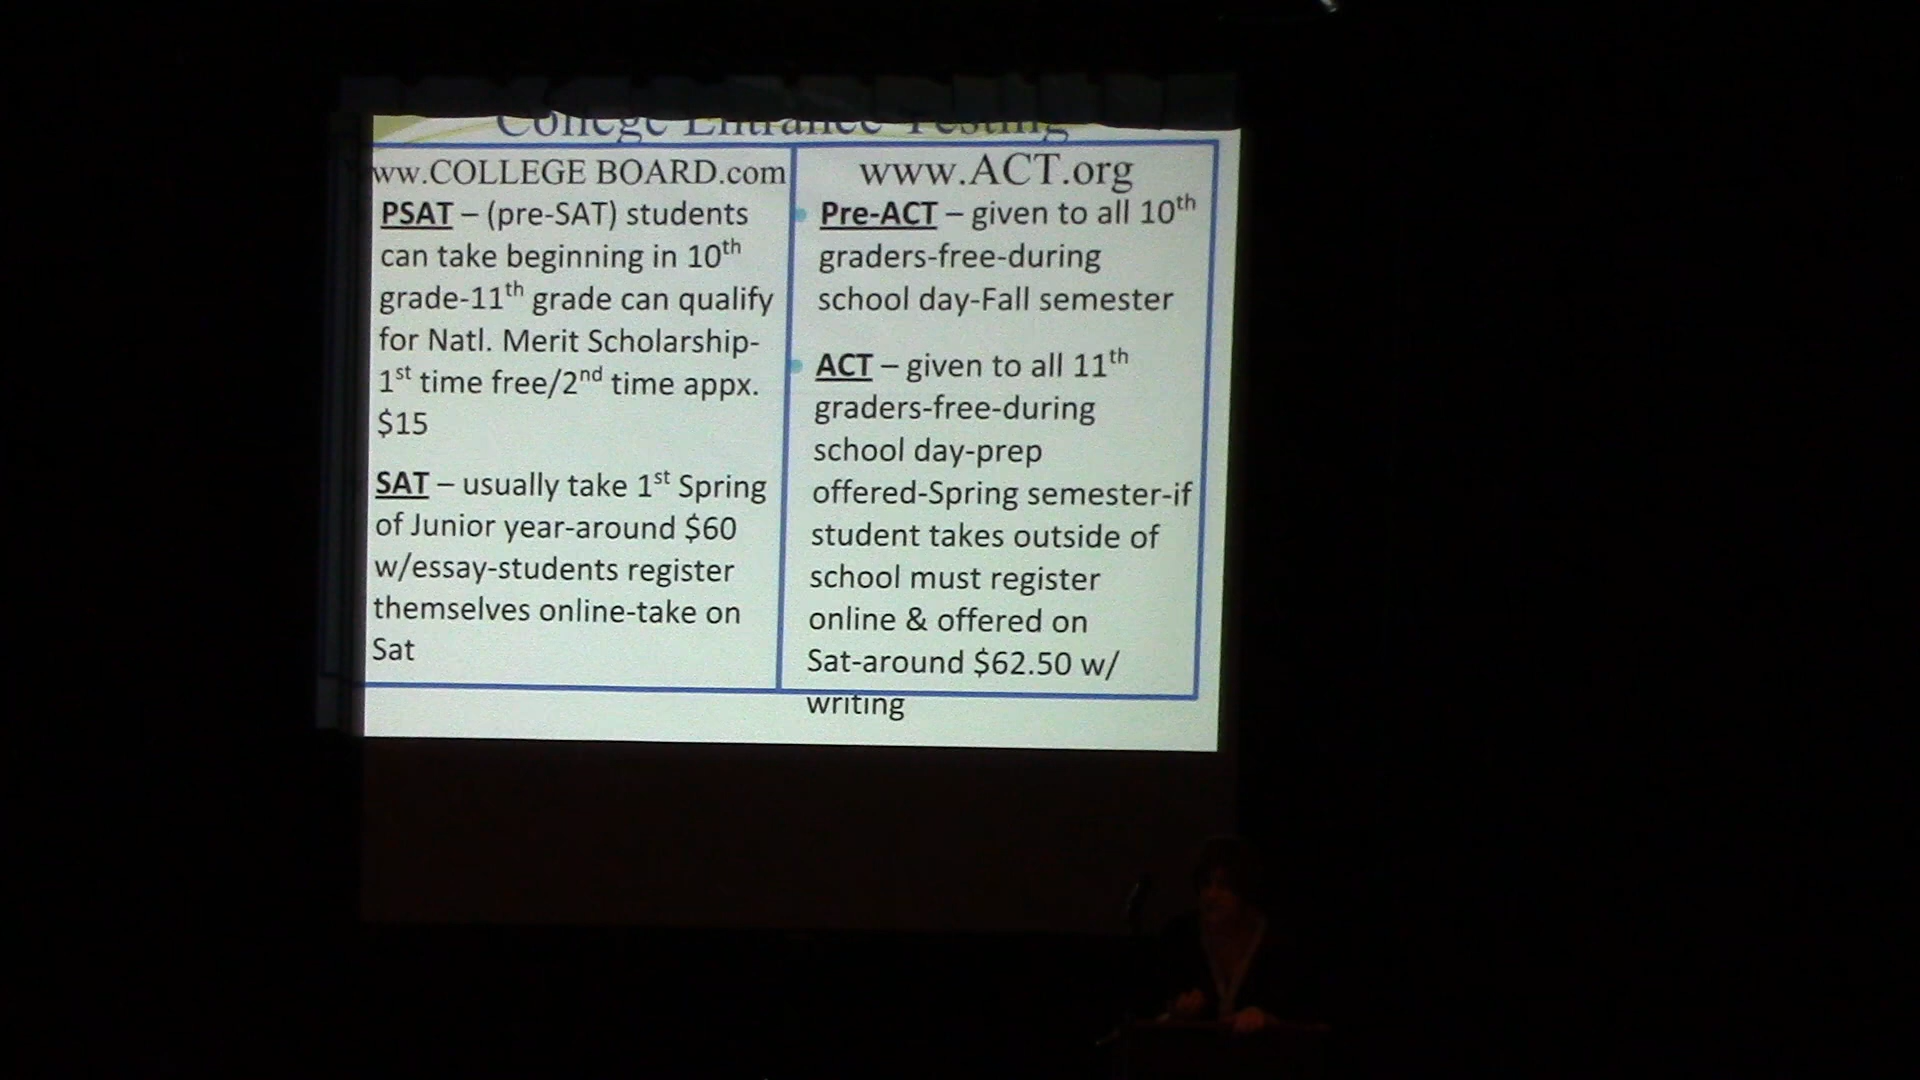 College Entrance Testing
ww.COLLEGE BOARD.com
PSAT – (pre-SAT) students
can take beginning in 10th
grade-11th grade can qualify
for Natl. Merit Scholarship-
1st time free/2nd time appx.
$15
SAT – usually take 1st Spring
of Junior year-around $60
w/essay-students register
themselves online-take on
Sat
www.ACT.org
Pre-ACT – given to all 10th
graders-free-during
school day-Fall semester
ACT – given to all 11th
graders-free-during
school day-prep
offered-Spring semester-if
student takes outside of
school must register
online & offered on
Sat-around $62.50 w/
writing